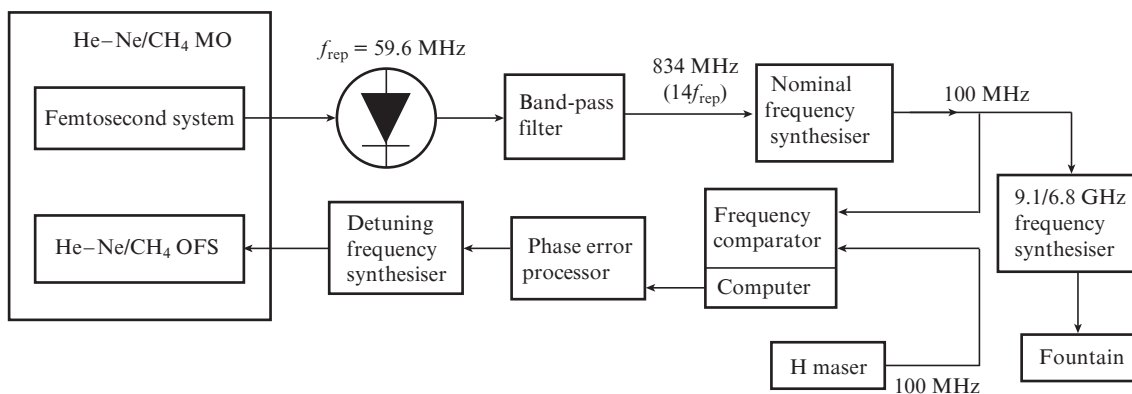 He–Ne/CH₄ MO
Femtosecond system
f_rep = 59.6 MHz
Band-pass
filter
834 MHz
(14f_rep)
Nominal
frequency
synthesiser
100 MHz
9.1/6.8 GHz
frequency
synthesiser
Fountain
He–Ne/CH₄ OFS
Detuning
frequency
synthesiser
Phase error
processor
Frequency
comparator
Computer
H maser
100 MHz